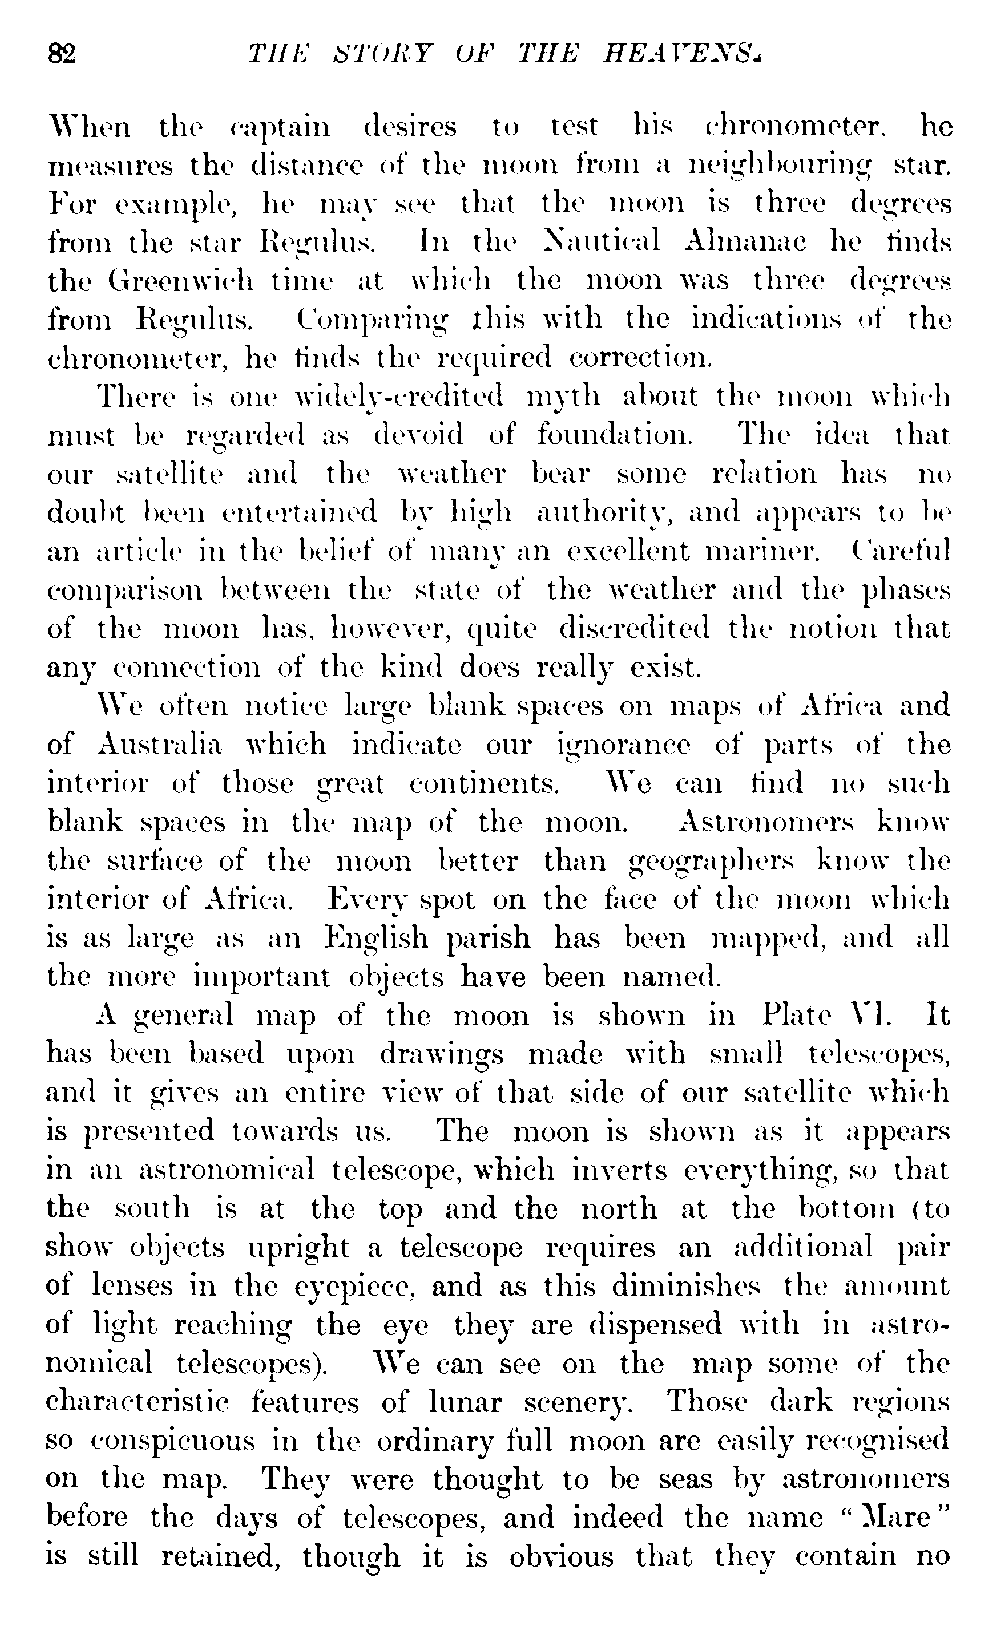 82 THE STORY OF THE HEAVENS.
When the captain desires to test his chronometer, he
measures the distance of the moon from a neighbouring star.
For example, he may see that the moon is three degrees
from the star Regulus. In the Nautical Almanac he finds
the Greenwich time at which the moon was three degrees
from Regulus. Comparing this with the indications of the
chronometer, he finds the required correction.
There is one widely-credited myth about the moon which
must be regarded as devoid of foundation. The idea that
our satellite and the weather bear some relation has no
doubt been entertained by high authority, and appears to be
an article in the belief of many an excellent mariner. Careful
comparison between the state of the weather and the phases
of the moon has, however, quite discredited the notion that
any connection of the kind does really exist.
We often notice large blank spaces on maps of Africa and
of Australia which indicate our ignorance of parts of the
interior of those great continents. We can find no such
blank spaces in the map of the moon. Astronomers know
the surface of the moon better than geographers know the
interior of Africa. Every spot on the face of the moon which
is as large as an English parish has been mapped, and all
the more important objects have been named.
A general map of the moon is shown in Plate VI. It
has been based upon drawings made with small telescopes,
and it gives an entire view of that side of our satellite which
is presented towards us. The moon is shown as it appears
in an astronomical telescope, which inverts everything, so that
the south is at the top and the north at the bottom (to
show objects upright a telescope requires an additional pair
of lenses in the eyepiece, and as this diminishes the amount
of light reaching the eye they are dispensed with in astro-
nomical telescopes). We can see on the map some of the
characteristic features of lunar scenery. Those dark regions
so conspicuous in the ordinary full moon are easily recognised
on the map. They were thought to be seas by astronomers
before the days of telescopes, and indeed the name "Mare"
is still retained, though it is obvious that they contain no